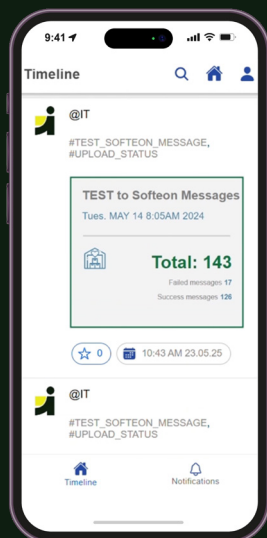 9:41
Timeline
@IT
#TEST_SOFTEON_MESSAGE,
#UPLOAD_STATUS
TEST to Softeon Messages
Tues. MAY 14 8:05AM 2024
Total: 143
Failed messages 17
Success messages 126
0
10:43 AM 23.05.25
@IT
#TEST_SOFTEON_MESSAGE,
#UPLOAD_STATUS
Timeline
Notifications